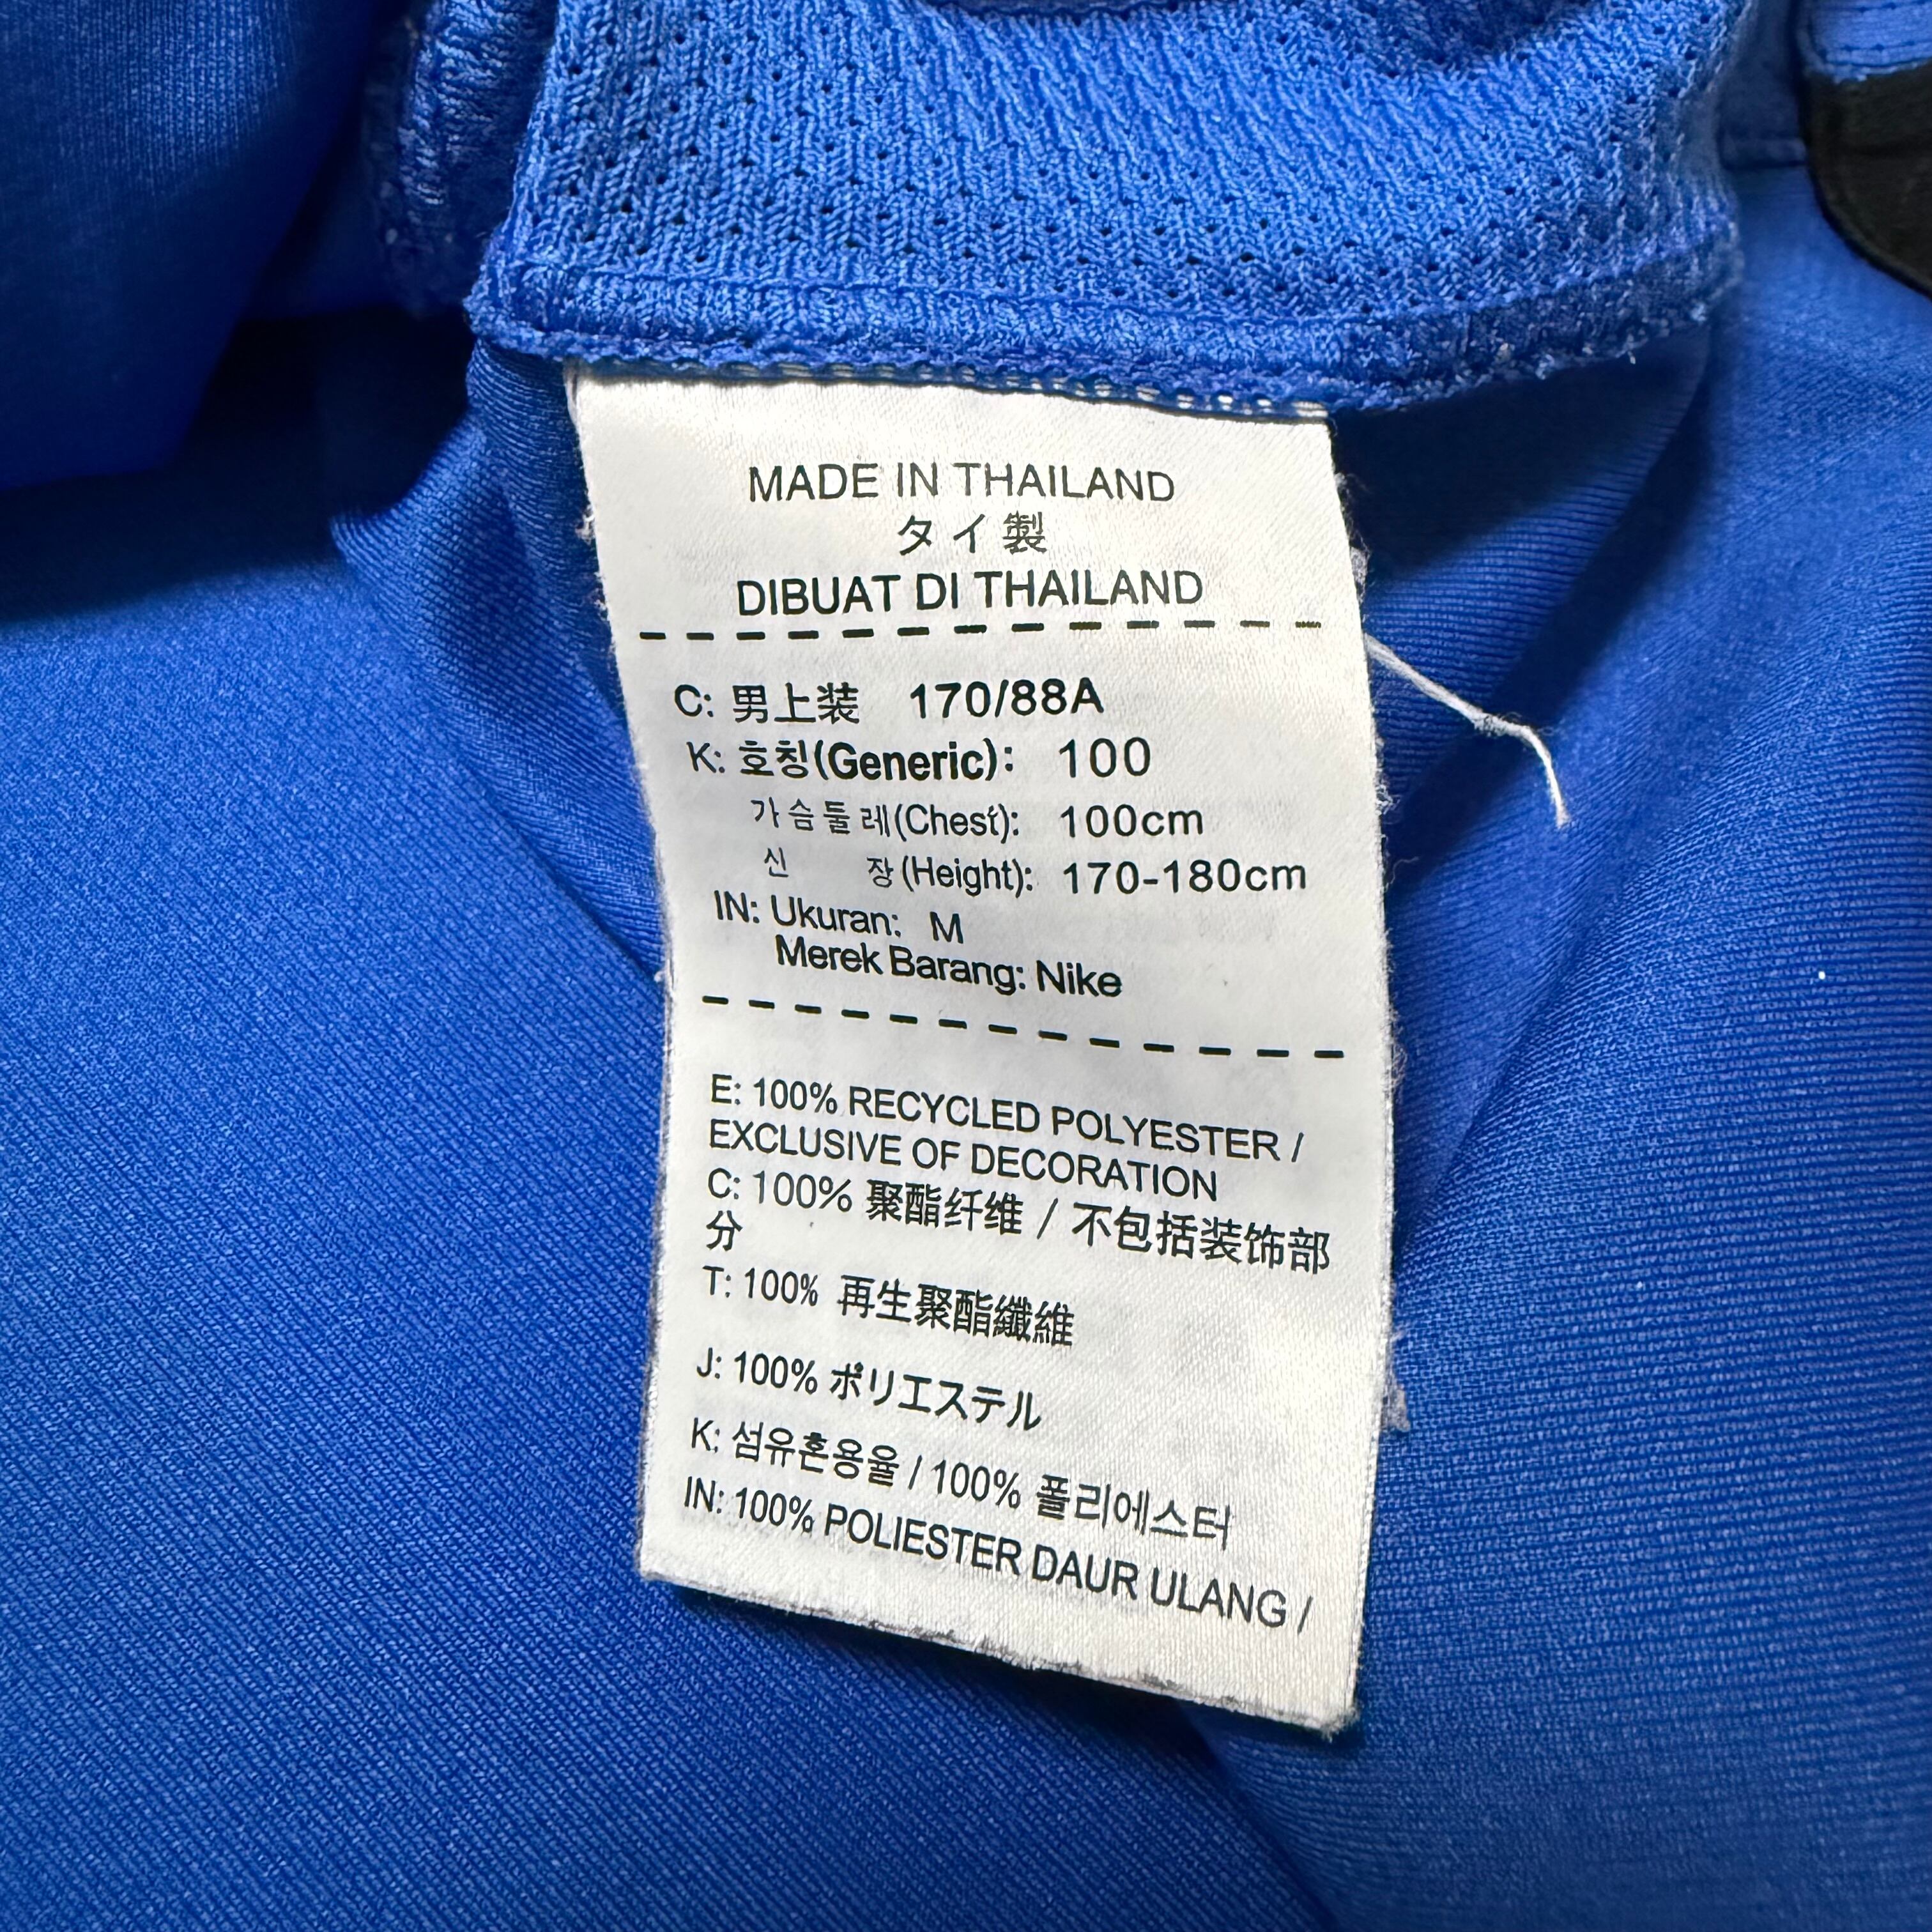 MADE IN THAILAND
タイ製
DIBUAT DI THAILAND
C: 男上装 170/88A
K: 호칭(Generic): 100
가슴둘레(Chest): 100cm
신 장(Height): 170-180cm
IN: Ukuran: M
Merek Barang: Nike
E: 100% RECYCLED POLYESTER /
EXCLUSIVE OF DECORATION
C: 100% 聚酯纤维 / 不包括装饰部
分
T: 100% 再生聚酯纖維
J: 100% ポリエステル
K: 섬유혼용율 / 100% 폴리에스터
IN: 100% POLIESTER DAUR ULANG /